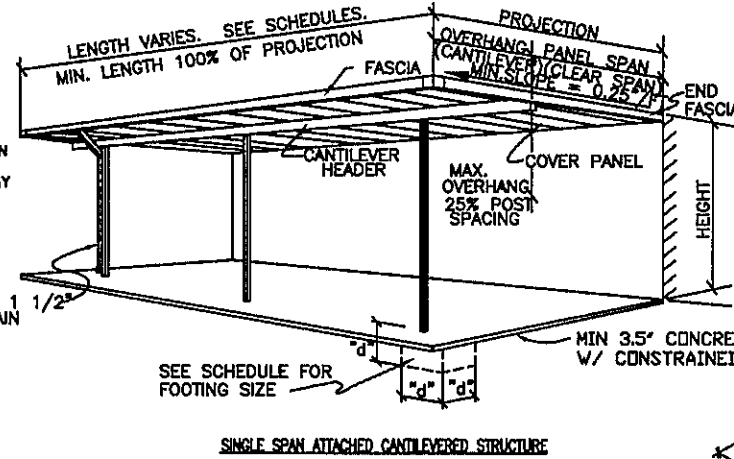 LENGTH VARIES. SEE SCHEDULES.
MIN. LENGTH 100% OF PROJECTION
PROJECTION
OVERHANG PANEL SPAN
(CANTILEVER)(CLEAR SPAN)
MIN. SLOPE = 0.25
END
FASCIA
FASCIA
CANTILEVER
HEADER
COVER PANEL
MAX.
OVERHANG
25% POST
SPACING
HEIGHT
1 1/2"
"d"
"d"
"d"
SEE SCHEDULE FOR
FOOTING SIZE
MIN 3.5" CONCRE
W/ CONSTRAINE
SINGLE SPAN ATTACHED CANTILEVERED STRUCTURE